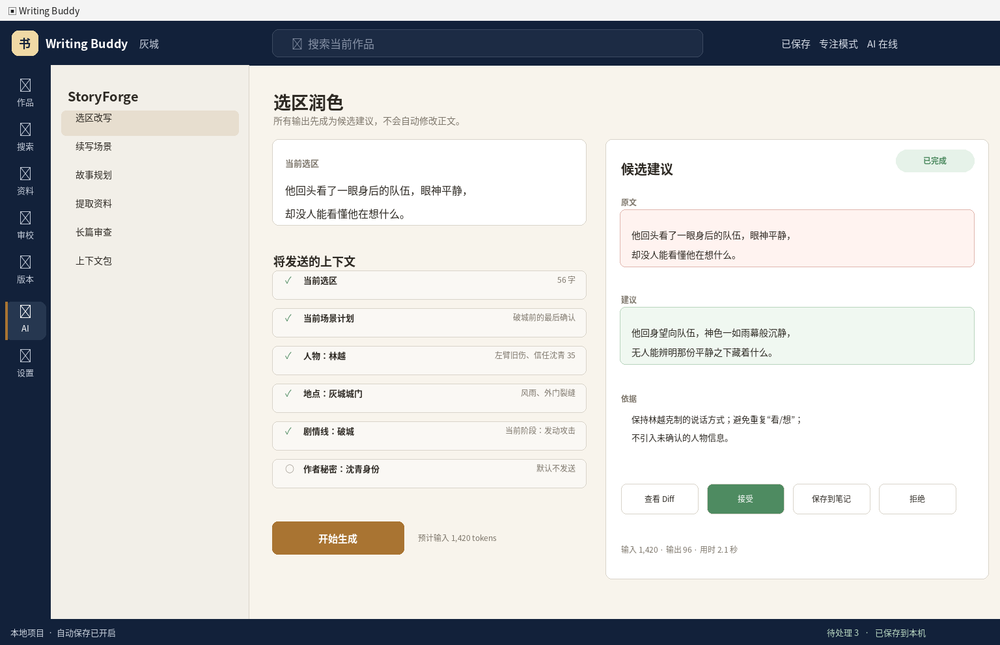 Writing Buddy
书 Writing Buddy 灰城
搜索当前作品
已保存 专注模式 AI 在线
作品
搜索
资料
审校
版本
AI
设置
StoryForge
选区改写
续写场景
故事规划
提取资料
长篇审查
上下文包
选区润色
所有输出先成为候选建议，不会自动修改正文。
当前选区
他回头看了一眼身后的队伍，眼神平静，
却没人能看懂他在想什么。
将发送的上下文
✓ 当前选区 56 字
✓ 当前场景计划 破城前的最后确认
✓ 人物：林越 左臂旧伤、信任沈青 35
✓ 地点：灰城城门 风雨、外门裂缝
✓ 剧情线：破城 当前阶段：发动攻击
○ 作者秘密：沈青身份 默认不发送
开始生成 预计输入 1,420 tokens
候选建议 已完成
原文
他回头看了一眼身后的队伍，眼神平静，
却没人能看懂他在想什么。
建议
他回身望向队伍，神色一如雨幕般沉静，
无人能辨明那份平静之下藏着什么。
依据
保持林越克制的说话方式；避免重复“看/想”；
不引入未确认的人物信息。
查看 Diff 接受 保存到笔记 拒绝
输入 1,420 · 输出 96 · 用时 2.1 秒
本地项目 · 自动保存已开启
待处理 3 · 已保存到本机